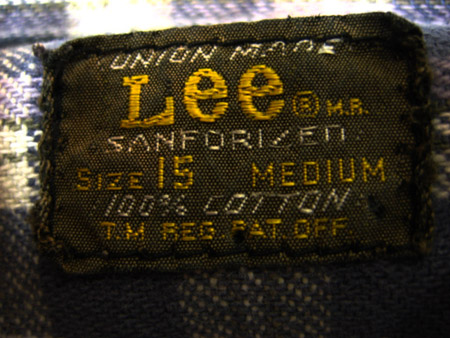 UNION MADE
Lee ® M.R.
SANFORIZED
SIZE 15 MEDIUM
100% COTTON
T.M REG PAT. OFF